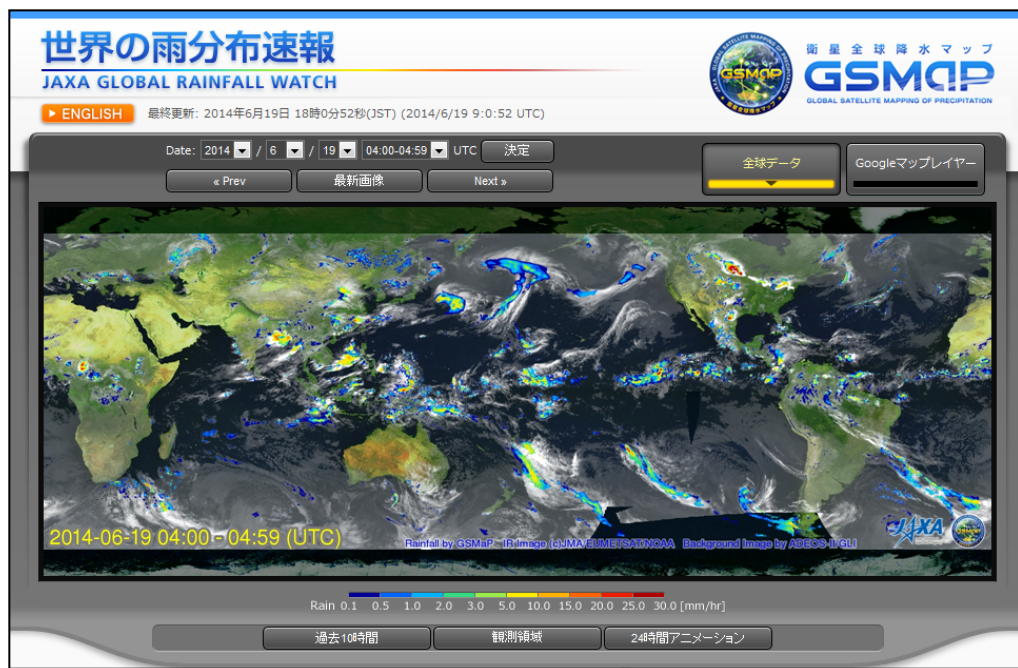 世界の雨分布速報
JAXA GLOBAL RAINFALL WATCH
衛星全球降水マップ
GSMaP
GLOBAL SATELLITE MAPPING OF PRECIPITATION
GSMaP
ENGLISH 最終更新: 2014年6月19日 18時0分52秒(JST) (2014/6/19 9:0:52 UTC)
Date: 2014 / 6 / 19 04:00-04:59 UTC 決定
« Prev 最新画像 Next »
全球データ Googleマップレイヤー
2014-06-19 04:00 - 04:59 (UTC)
Rainfall by GSMaP IR Image (c)JMA/EUMETSAT/NOAA Background Image by ADEOS-II/GLI
JAXA
Rain 0.1 0.5 1.0 2.0 3.0 5.0 10.0 15.0 20.0 25.0 30.0 [mm/hr]
過去10時間 観測領域 24時間アニメーション